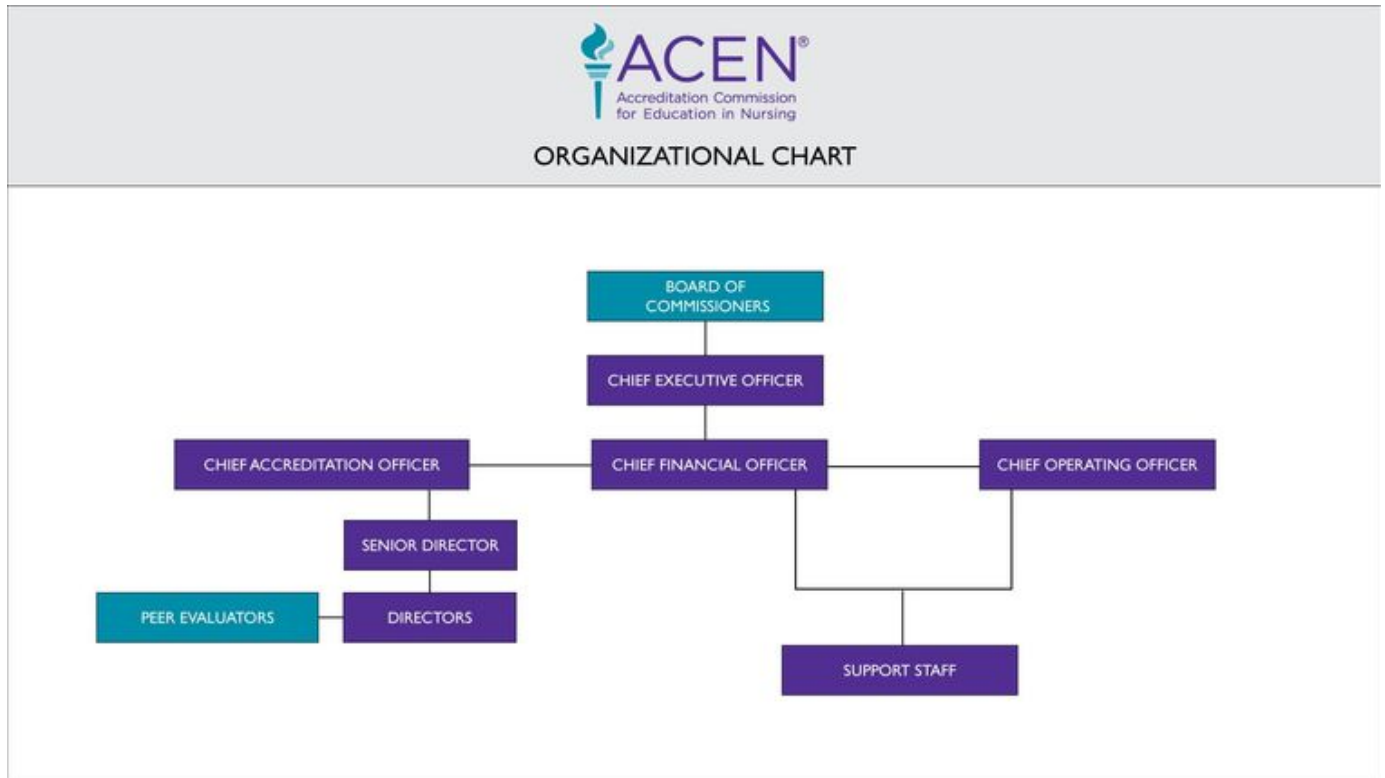 ACEN®
Accreditation Commission
for Education in Nursing
ORGANIZATIONAL CHART
BOARD OF
COMMISSIONERS
CHIEF EXECUTIVE OFFICER
CHIEF ACCREDITATION OFFICER
CHIEF FINANCIAL OFFICER
CHIEF OPERATING OFFICER
SENIOR DIRECTOR
PEER EVALUATORS
DIRECTORS
SUPPORT STAFF